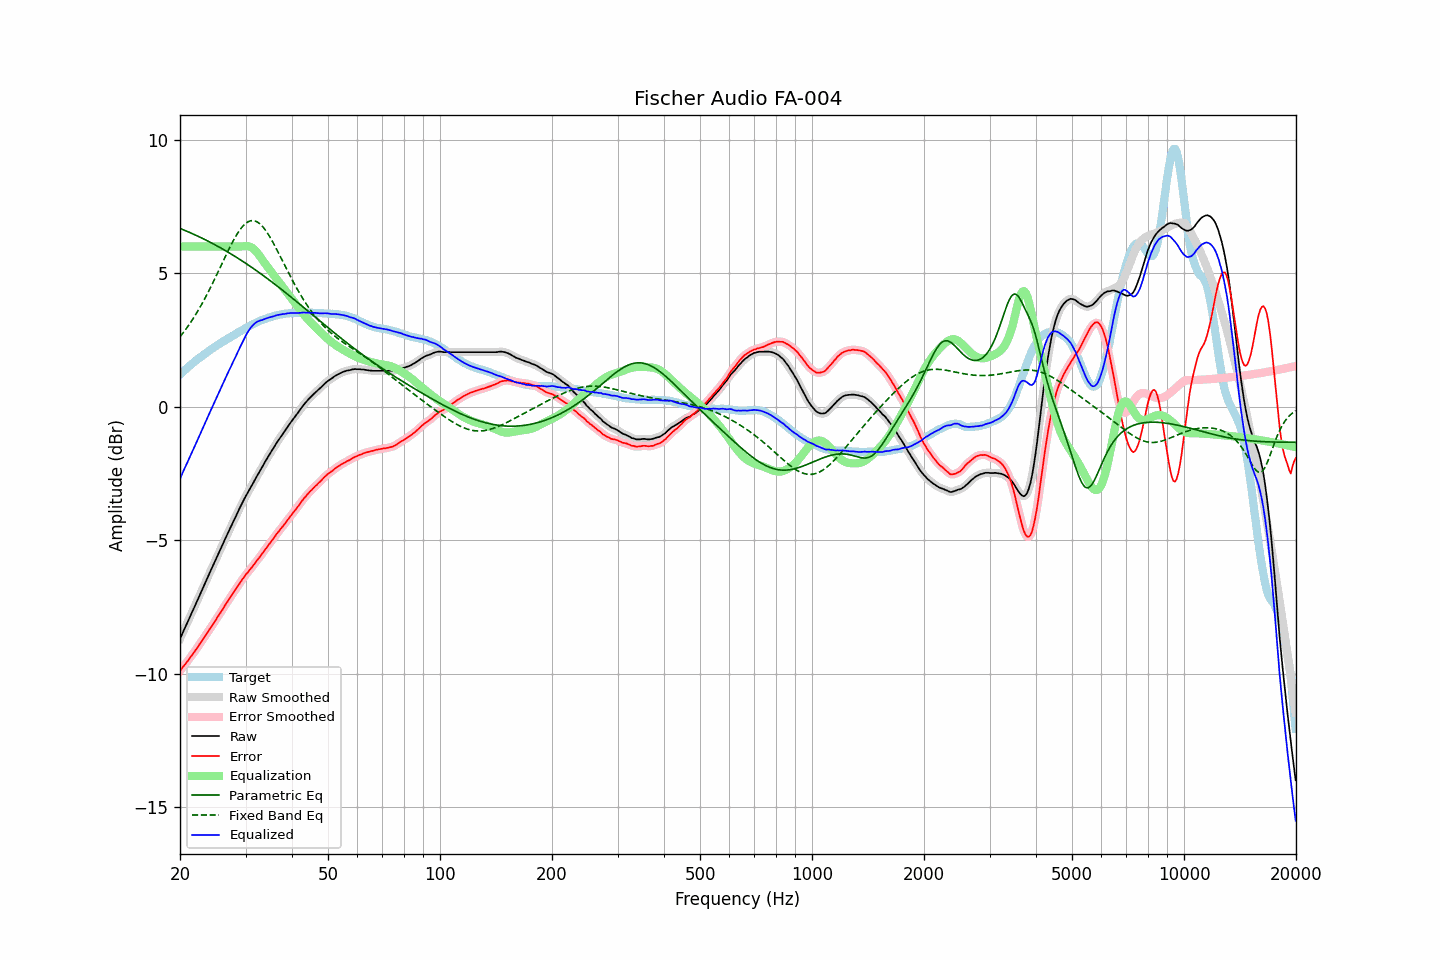 Fischer Audio FA-004
10
5
0
−5
−10
−15
Amplitude (dBr)
Target
Raw Smoothed
Error Smoothed
Raw
Error
Equalization
Parametric Eq
Fixed Band Eq
Equalized
20 50 100 200 500 1000 2000 5000 10000 20000
Frequency (Hz)